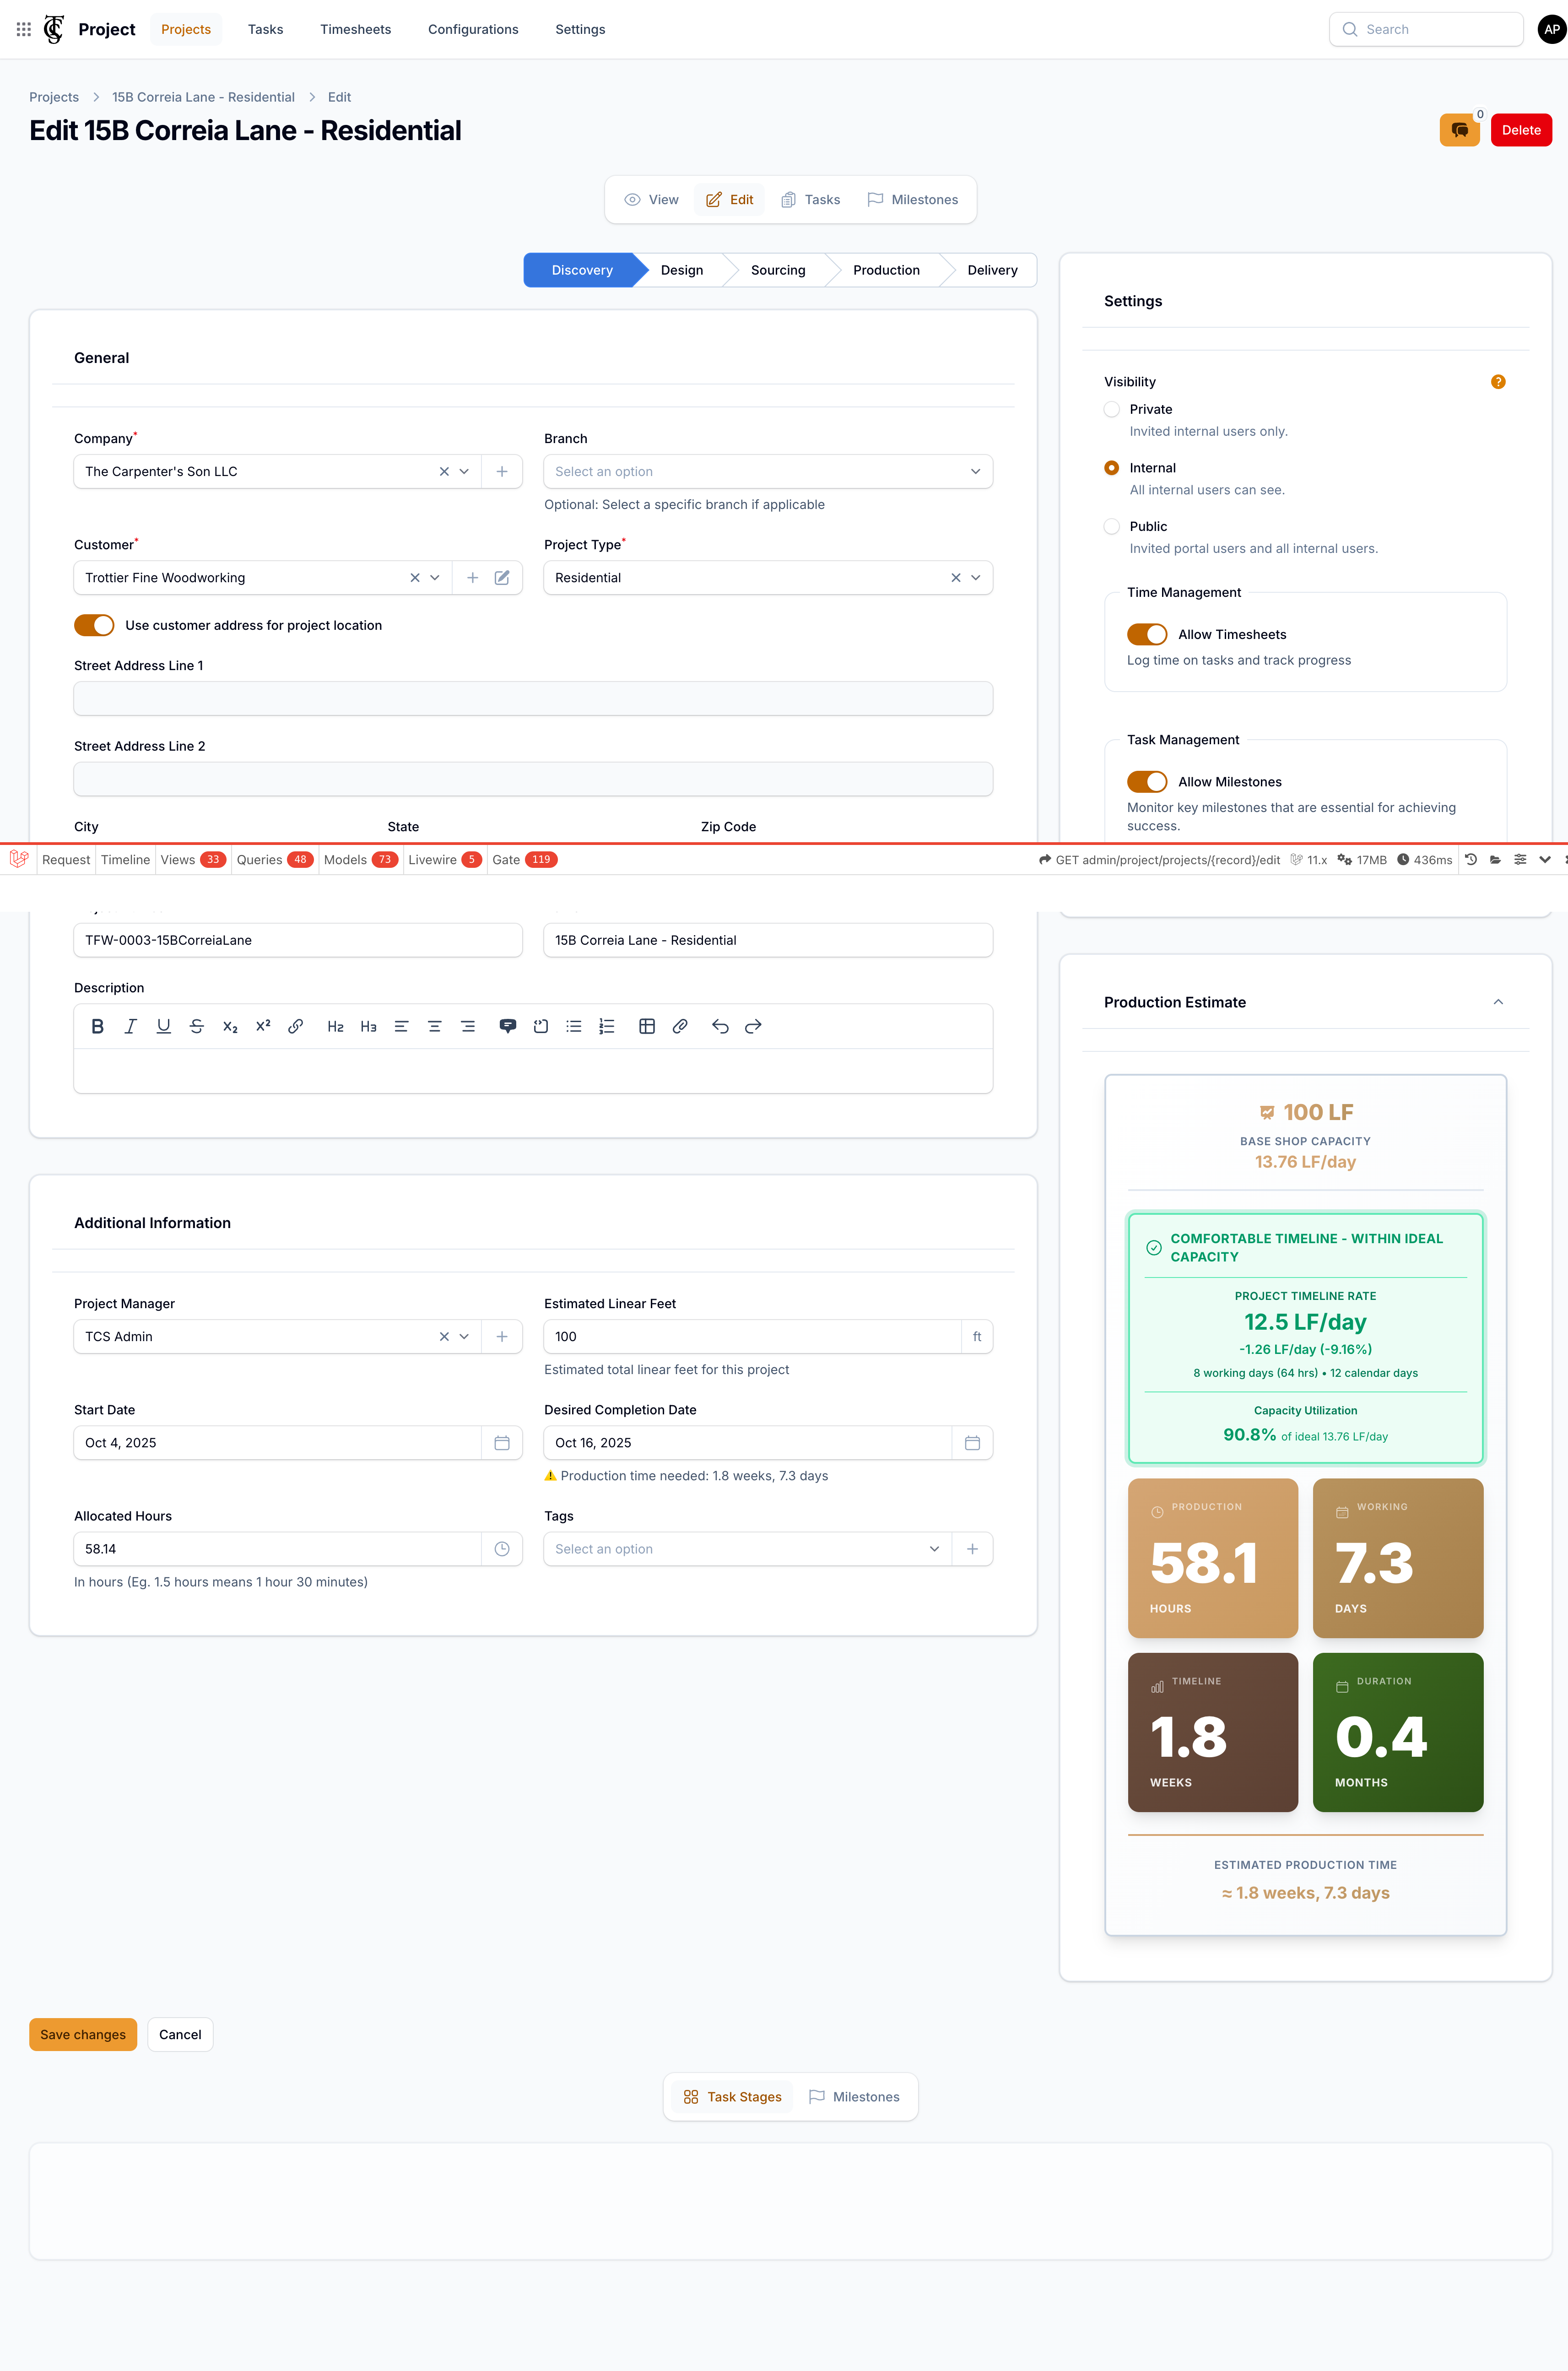 Project
Projects
Tasks
Timesheets
Configurations
Settings
Search
AP
Projects
15B Correia Lane - Residential
Edit
Edit 15B Correia Lane - Residential
0
Delete
View
Edit
Tasks
Milestones
Discovery
Design
Sourcing
Production
Delivery
General
Company*
The Carpenter's Son LLC
Branch
Select an option
Optional: Select a specific branch if applicable
Customer*
Trottier Fine Woodworking
Project Type*
Residential
Use customer address for project location
Street Address Line 1
Street Address Line 2
City
State
Zip Code
Settings
Visibility
?
Private
Invited internal users only.
Internal
All internal users can see.
Public
Invited portal users and all internal users.
Time Management
Allow Timesheets
Log time on tasks and track progress
Task Management
Allow Milestones
Monitor key milestones that are essential for achieving
success.
Request
Timeline
Views 33
Queries 48
Models 73
Livewire 5
Gate 119
GET admin/project/projects/{record}/edit
11.x
17MB
436ms
TFW-0003-15BCorreiaLane
15B Correia Lane - Residential
Description
B I U S X₂ X² H₂ H₃
Additional Information
Project Manager
TCS Admin
Estimated Linear Feet
100
ft
Estimated total linear feet for this project
Start Date
Oct 4, 2025
Desired Completion Date
Oct 16, 2025
⚠️ Production time needed: 1.8 weeks, 7.3 days
Allocated Hours
58.14
In hours (Eg. 1.5 hours means 1 hour 30 minutes)
Tags
Select an option
Production Estimate
100 LF
BASE SHOP CAPACITY
13.76 LF/day
COMFORTABLE TIMELINE - WITHIN IDEAL
CAPACITY
PROJECT TIMELINE RATE
12.5 LF/day
-1.26 LF/day (-9.16%)
8 working days (64 hrs) • 12 calendar days
Capacity Utilization
90.8% of ideal 13.76 LF/day
PRODUCTION
58.1
HOURS
WORKING
7.3
DAYS
TIMELINE
1.8
WEEKS
DURATION
0.4
MONTHS
ESTIMATED PRODUCTION TIME
≈ 1.8 weeks, 7.3 days
Save changes
Cancel
Task Stages
Milestones